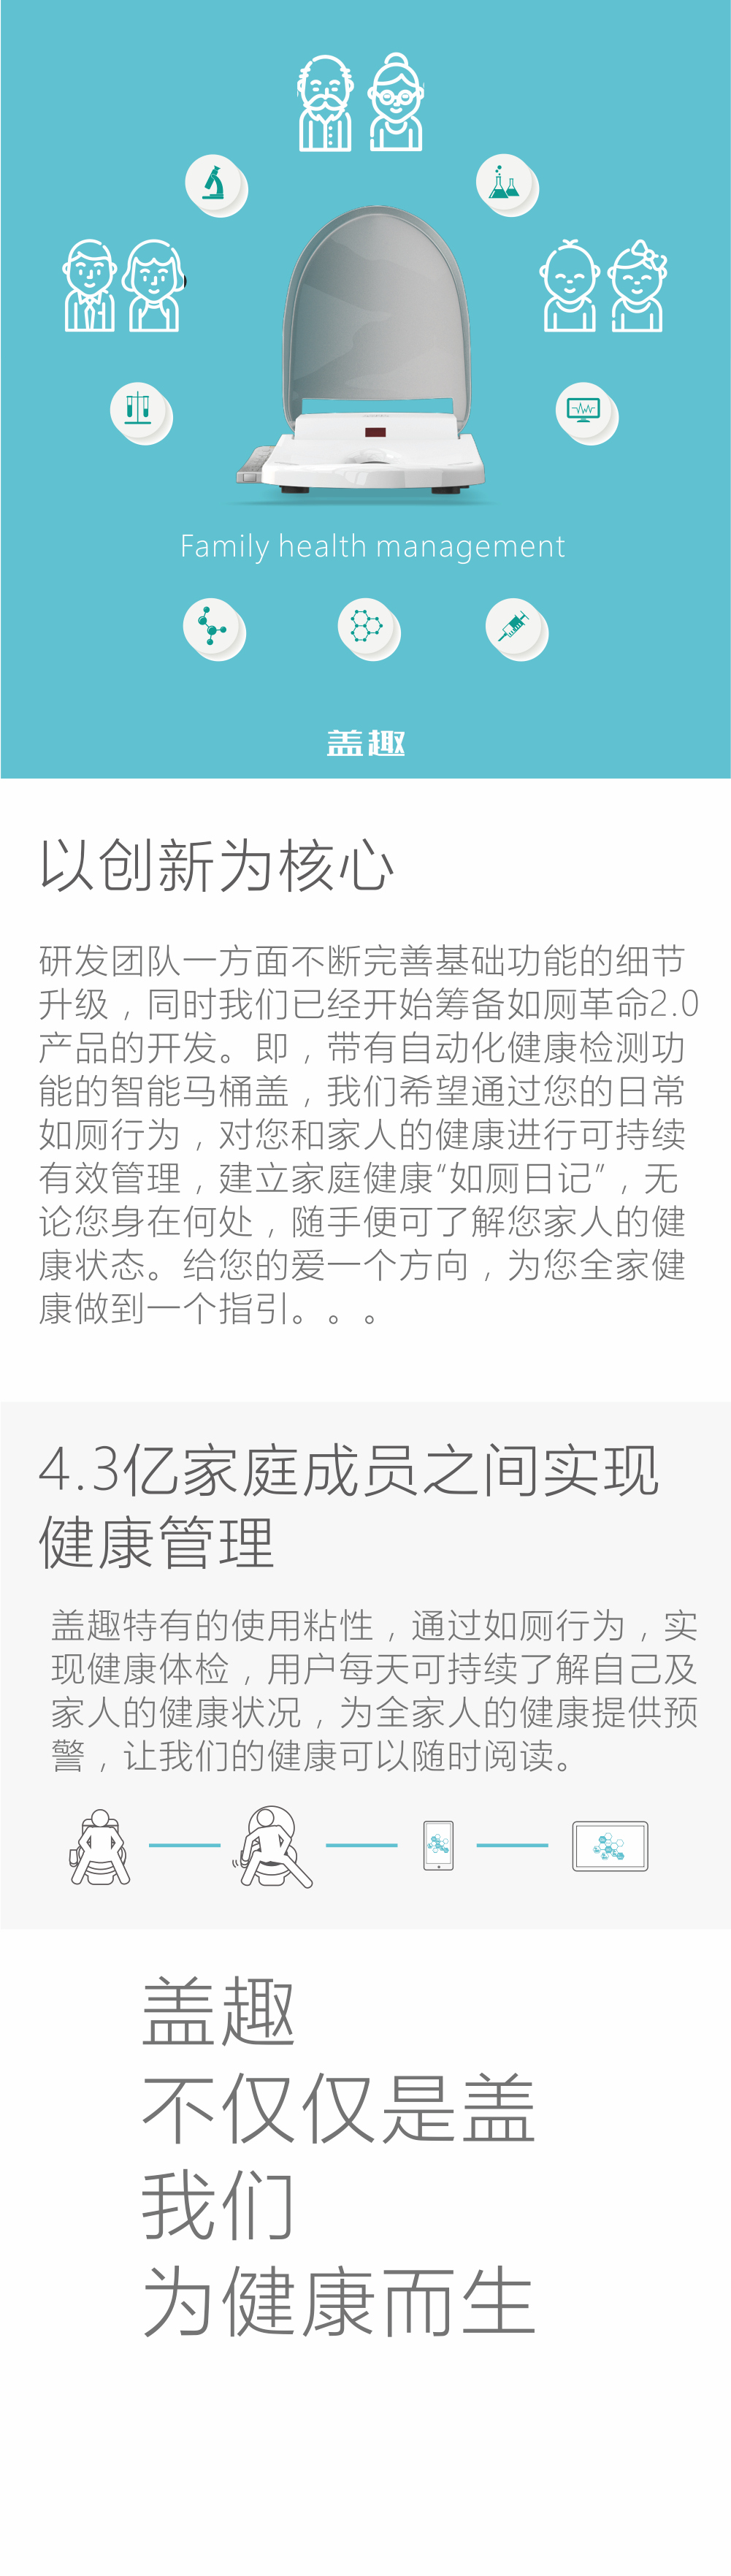 Family health management
盖趣
以创新为核心
研发团队一方面不断完善基础功能的细节
升级，同时我们已经开始筹备如厕革命2.0
产品的开发。即，带有自动化健康检测功
能的智能马桶盖，我们希望通过您的日常
如厕行为，对您和家人的健康进行可持续
有效管理，建立家庭健康“如厕日记”，无
论您身在何处，随手便可了解您家人的健
康状态。给您的爱一个方向，为您全家健
康做到一个指引。。。
4.3亿家庭成员之间实现
健康管理
盖趣特有的使用粘性，通过如厕行为，实
现健康体检，用户每天可持续了解自己及
家人的健康状况，为全家人的健康提供预
警，让我们的健康可以随时阅读。
盖趣
不仅仅是盖
我们
为健康而生